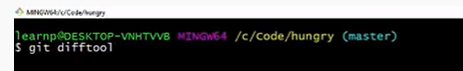 MINGW64:/c/Code/hungry
learnp@DESKTOP-VNHTVVB MINGW64 /c/Code/hungry (master)
$ git difftool